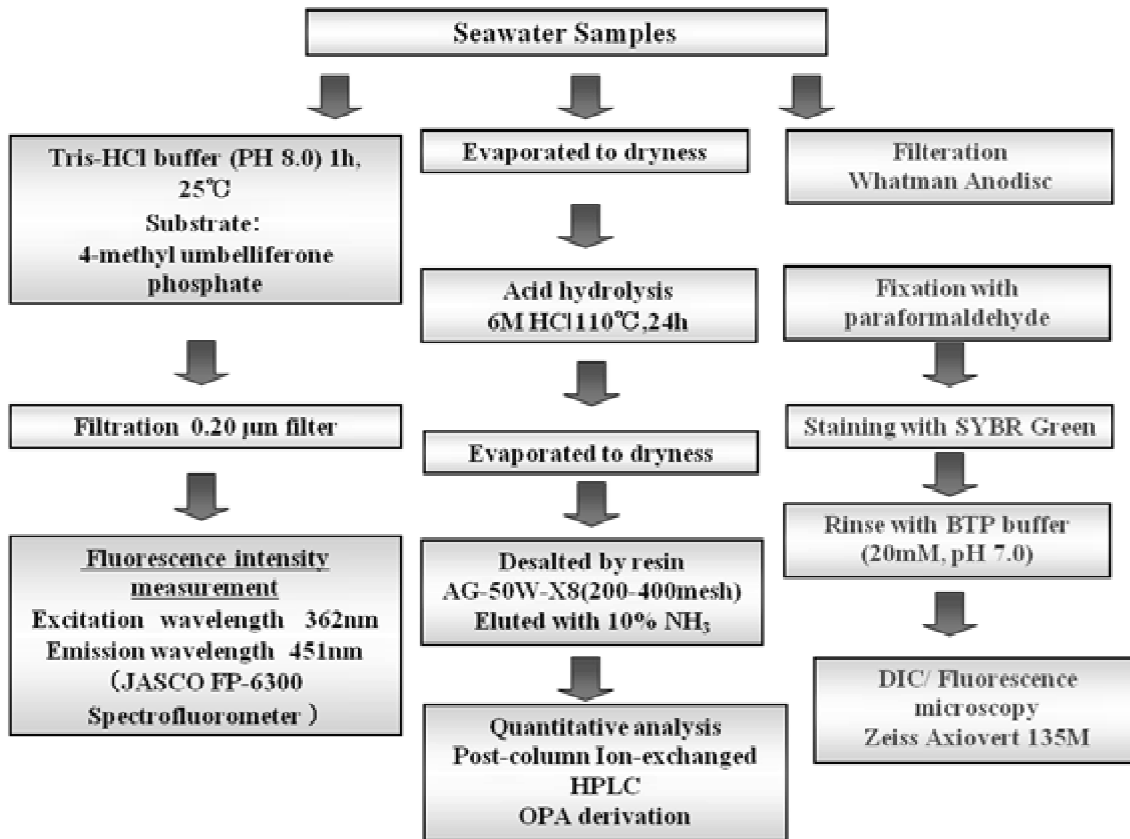 Seawater Samples
Tris-HCl buffer (PH 8.0) 1h,
25℃
Substrate:
4-methyl umbelliferone
phosphate
Filtration 0.20 μm filter
Fluorescence intensity
measurement
Excitation wavelength 362nm
Emission wavelength 451nm
(JASCO FP-6300
Spectrofluorometer )
Evaporated to dryness
Acid hydrolysis
6M HCl 110℃,24h
Evaporated to dryness
Desalted by resin
AG-50W-X8(200-400mesh)
Eluted with 10% NH₃
Quantitative analysis
Post-column Ion-exchanged
HPLC
OPA derivation
Filteration
Whatman Anodisc
Fixation with
paraformaldehyde
Staining with SYBR Green
Rinse with BTP buffer
(20mM, pH 7.0)
DIC/ Fluorescence
microscopy
Zeiss Axiovert 135M